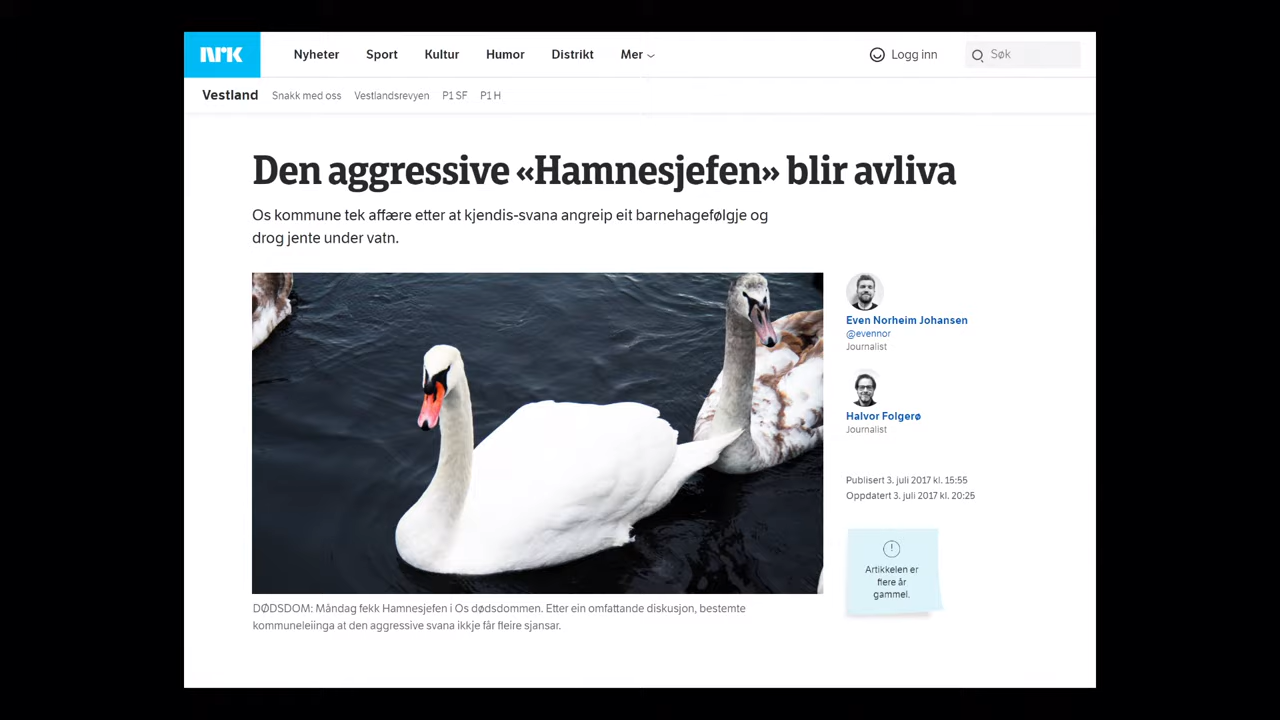 NRK
Nyheter Sport Kultur Humor Distrikt Mer
Logg inn
Søk
Vestland Snakk med oss Vestlandsrevyen P1 SF P1 H
Den aggressive «Hamnesjefen» blir avliva
Os kommune tek affære etter at kjendis-svana angreip eit barnehagefølgje og
drog jente under vatn.
Even Norheim Johansen
@evennor
Journalist
Halvor Folgerø
Journalist
Publisert 3. juli 2017 kl. 15:55
Oppdatert 3. juli 2017 kl. 20:25
Artikkelen er
flere år
gammel.
DØDSDOM: Måndag fekk Hamnesjefen i Os dødsdommen. Etter ein omfattande diskusjon, bestemte
kommuneleiinga at den aggressive svana ikkje får fleire sjansar.